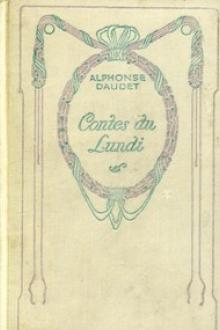 ALPHONSE
DAUDET
Contes du
Lundi